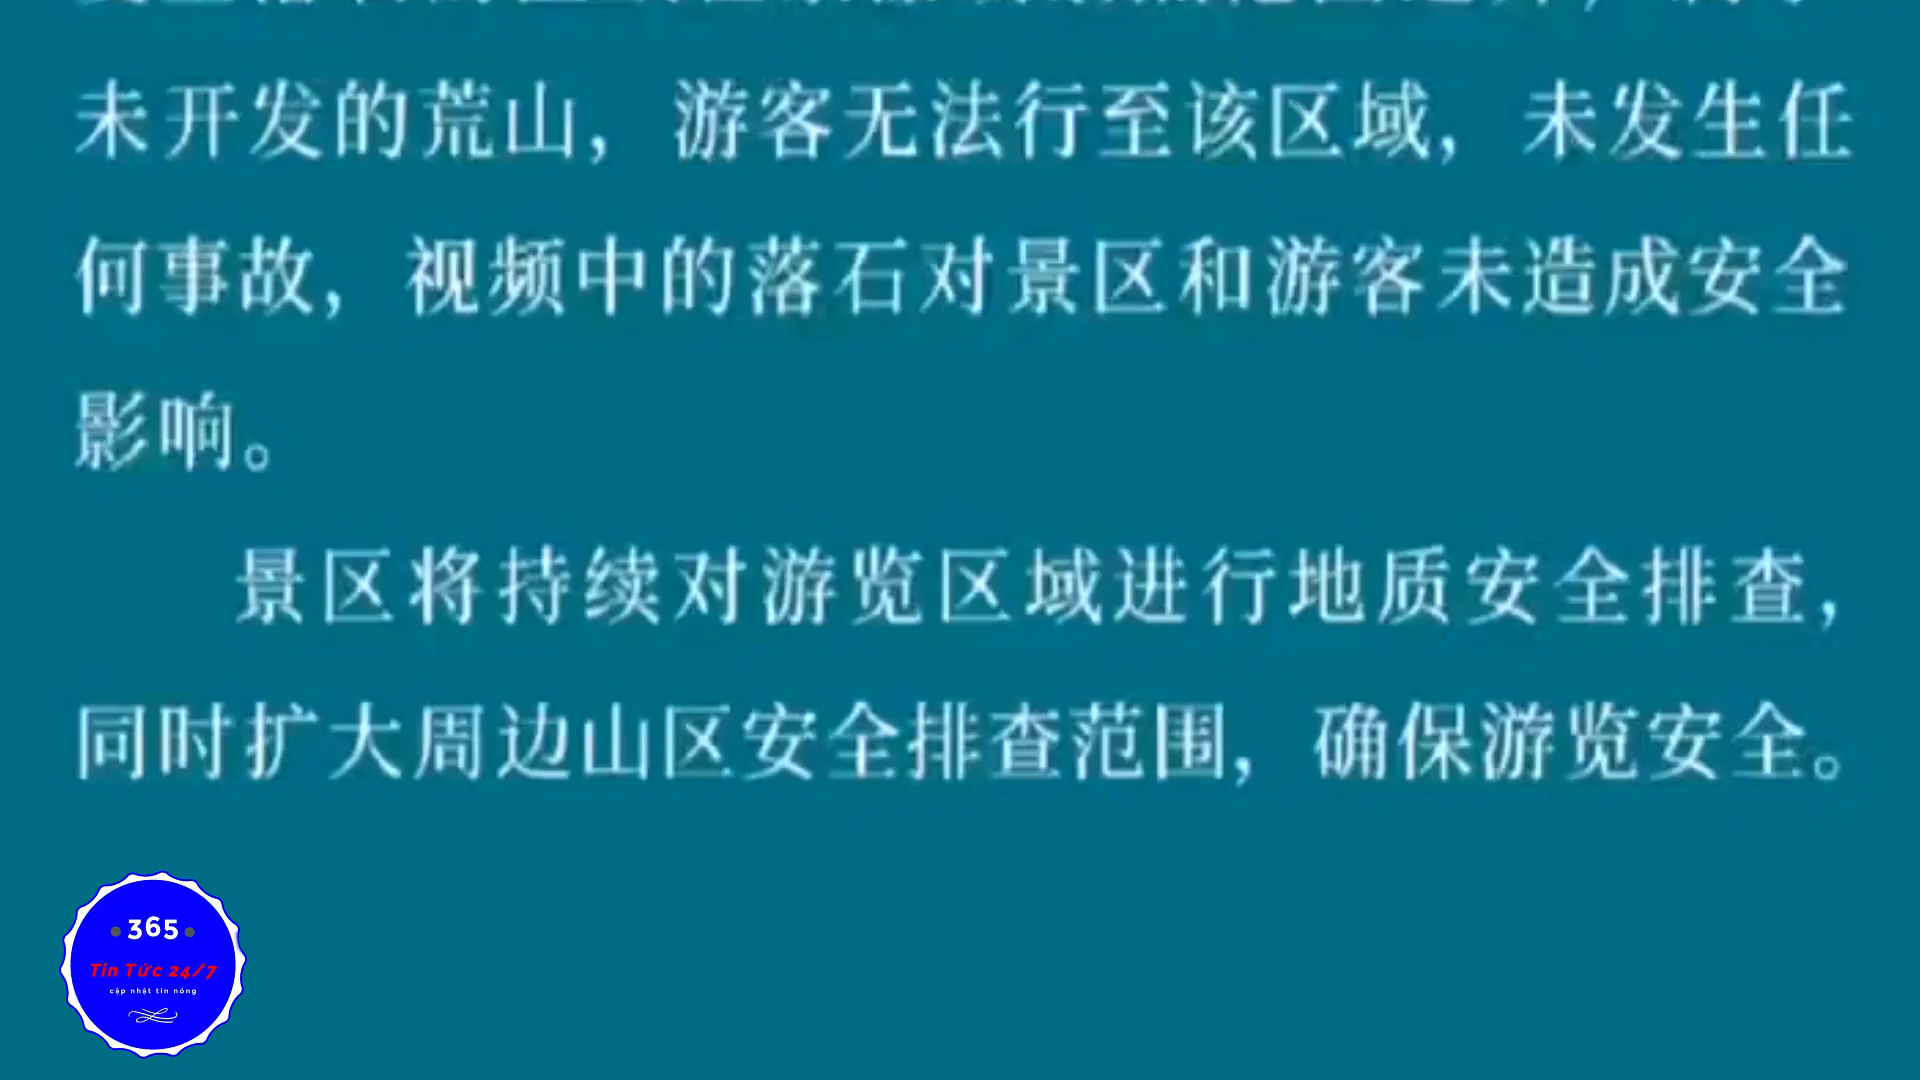 未开发的荒山，游客无法行至该区域，未发生任
何事故，视频中的落石对景区和游客未造成安全
影响。
景区将持续对游览区域进行地质安全排查，
同时扩大周边山区安全排查范围，确保游览安全。
365
Tin Tức 24/7
cập nhật tin nóng